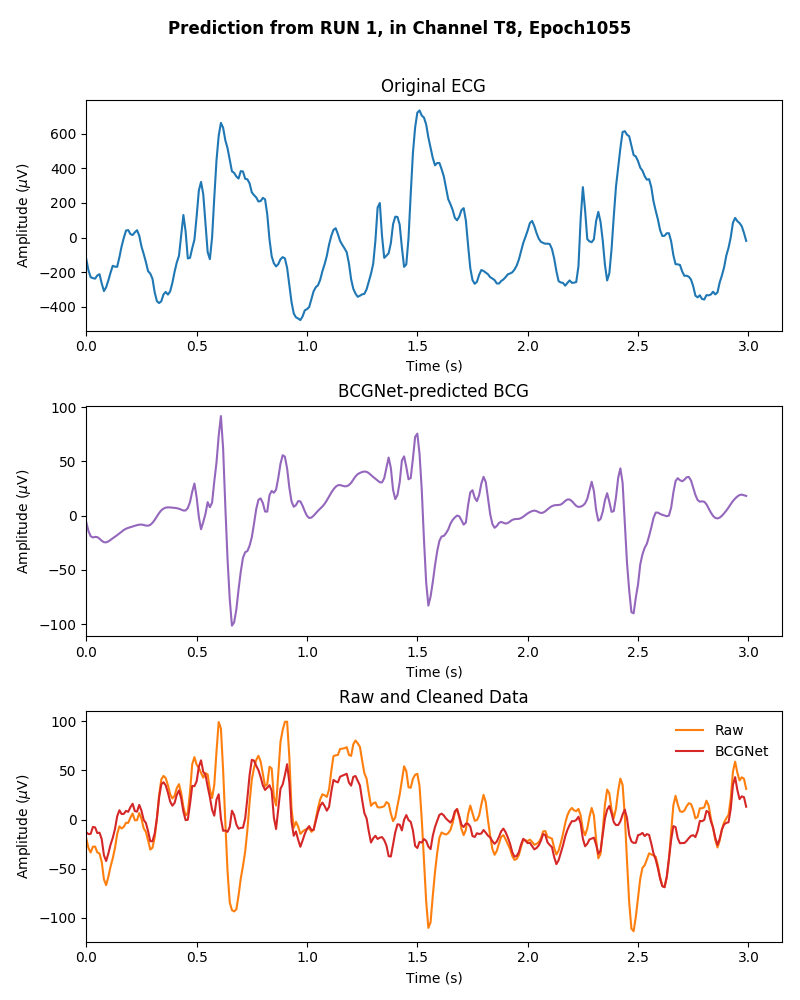 Prediction from RUN 1, in Channel T8, Epoch1055
Original ECG
Amplitude (μV)
600
400
200
0
−200
−400
0.0 0.5 1.0 1.5 2.0 2.5 3.0
Time (s)
BCGNet-predicted BCG
Amplitude (μV)
100
50
0
−50
−100
0.0 0.5 1.0 1.5 2.0 2.5 3.0
Time (s)
Raw and Cleaned Data
Amplitude (μV)
100
50
0
−50
−100
Raw
BCGNet
0.0 0.5 1.0 1.5 2.0 2.5 3.0
Time (s)